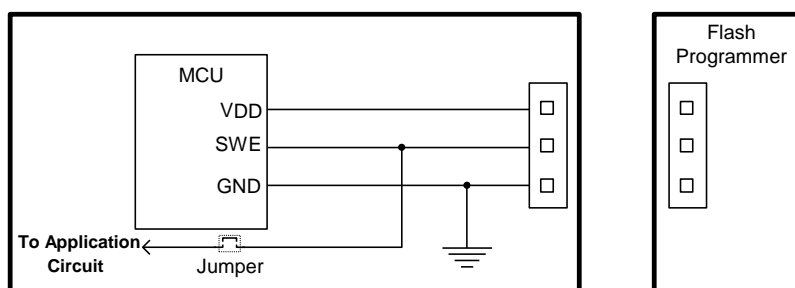 Flash
Programmer
MCU
VDD
SWE
GND
To Application
Circuit
Jumper